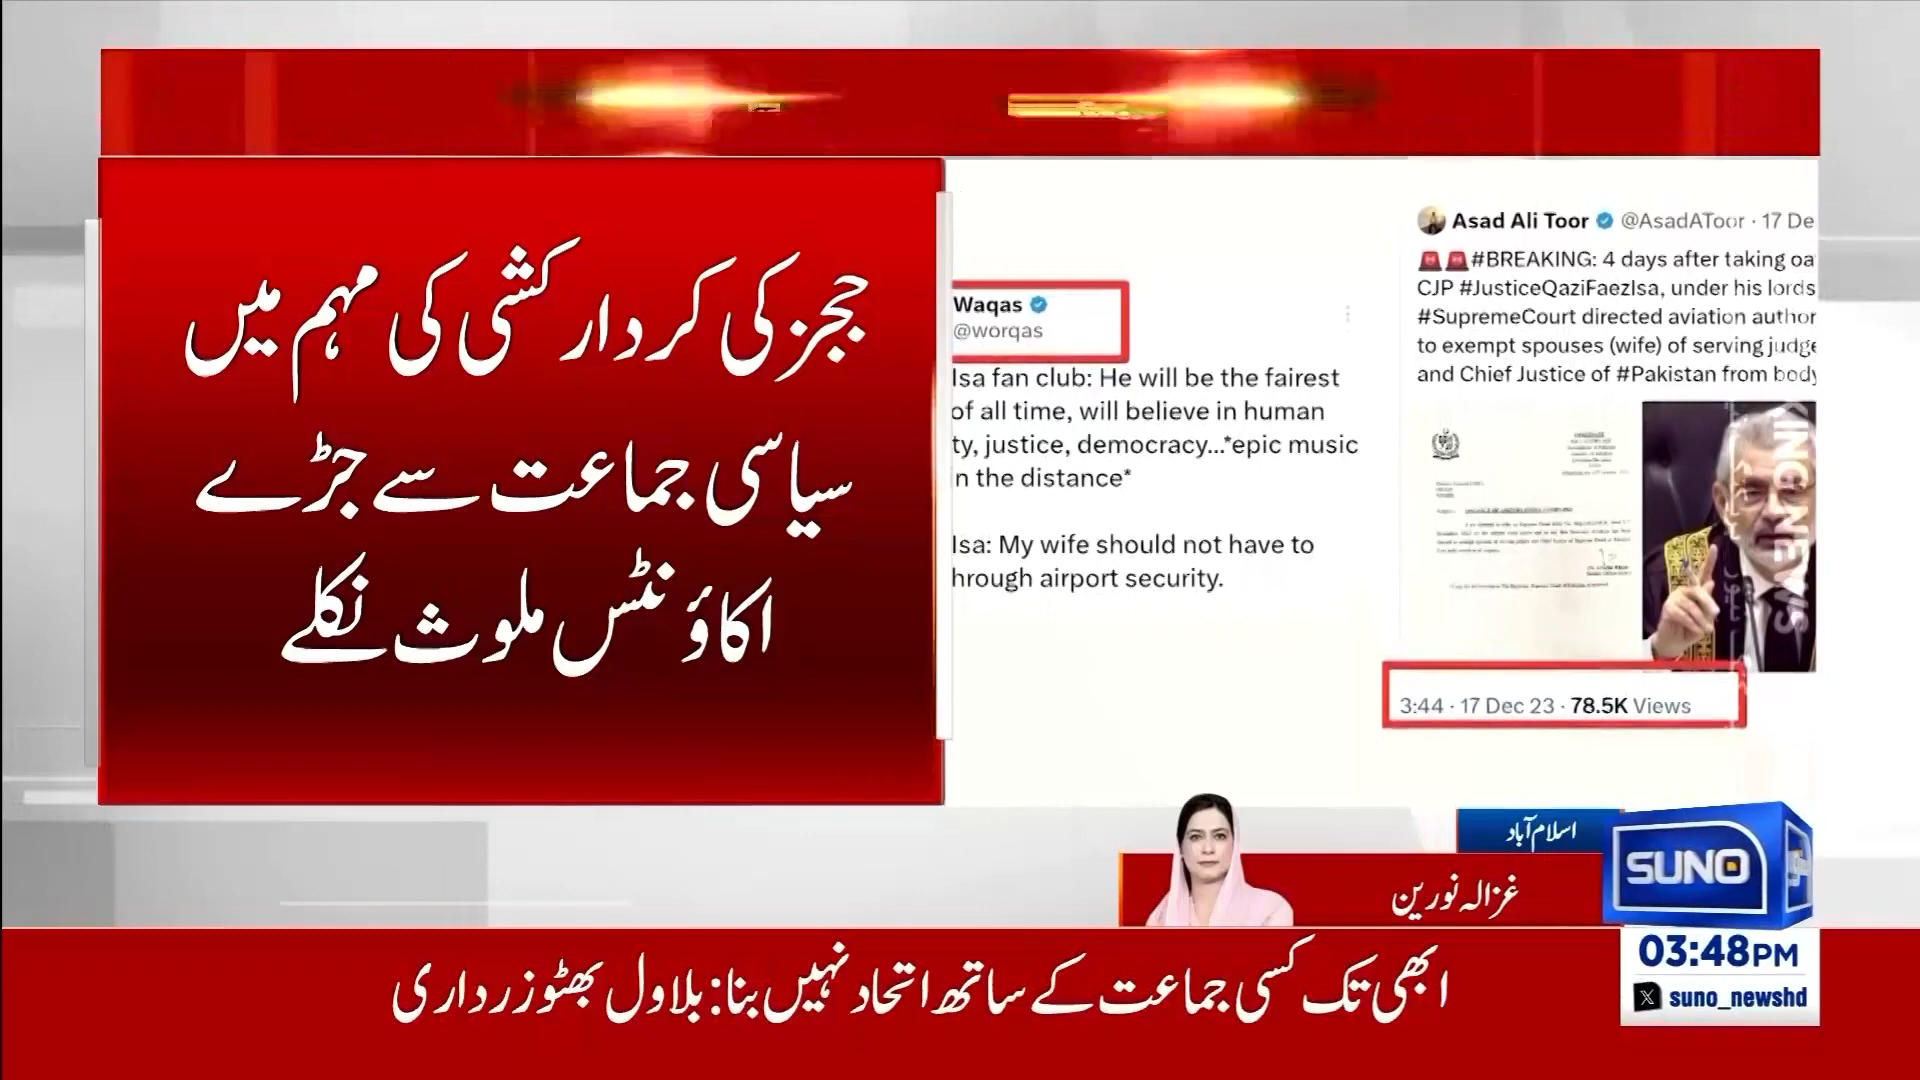 ججز کی کردار کشی کی مہم میں
سیاسی جماعت سے جڑے
اکاؤنٹس ملوث نکلے
Waqas
@worqas
Isa fan club: He will be the fairest
of all time, will believe in human
ty, justice, democracy...*epic music
n the distance*
Isa: My wife should not have to
hrough airport security.
Asad Ali Toor @AsadAToor · 17 De
🚨🚨#BREAKING: 4 days after taking oa
CJP #JusticeQaziFaezIsa, under his lords
#SupremeCourt directed aviation author
to exempt spouses (wife) of serving judge
and Chief Justice of #Pakistan from body
KING NEWS
3:44 · 17 Dec 23 · 78.5K Views
اسلام آباد
غزالہ نورین
SUNO
03:48PM
suno_newshd
ابھی تک کسی جماعت کے ساتھ اتحاد نہیں بنا: بلاول بھٹو زرداری